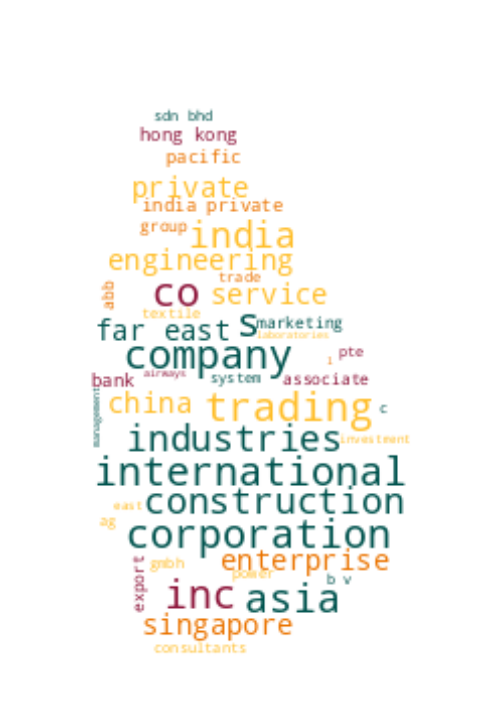 sdn bhd
hong kong
pacific
private
india private
group india
engineering
trade
abb co service
textile
far east s marketing
laboratories
company l pte
bank airways system associate
management china trading c
industries investment
international
east construction
ag corporation
gmbh enterprise
power
export inc asia b v
singapore
consultants